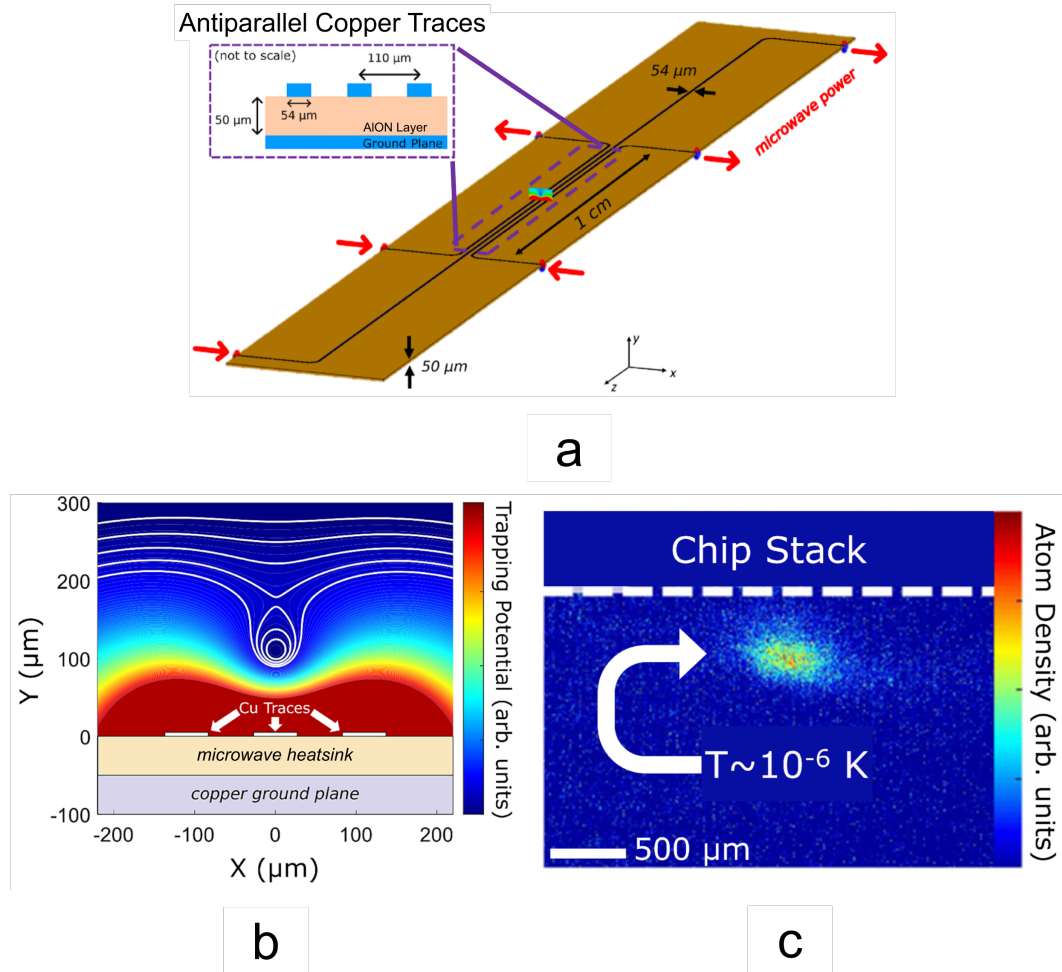 Antiparallel Copper Traces
(not to scale)
110 µm
54 µm
50 µm
AlON Layer
Ground Plane
54 µm
microwave power
1 cm
50 µm
y
x
z
a
300
200
100
0
-100
Y (µm)
Cu Traces
microwave heatsink
copper ground plane
-200
-100
0
100
200
X (µm)
Trapping Potential (arb. units)
b
Chip Stack
T~10⁻⁶ K
500 µm
Atom Density (arb. units)
c